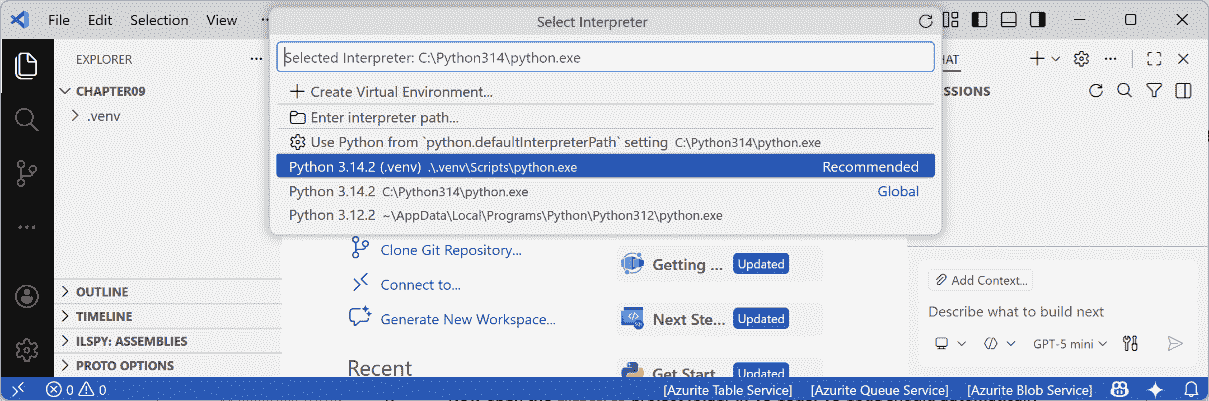 File Edit Selection View ··· Select Interpreter
Selected Interpreter: C:\Python314\python.exe
Create Virtual Environment...
Enter interpreter path...
Use Python from `python.defaultInterpreterPath` setting C:\Python314\python.exe
Python 3.14.2 (.venv) .\.venv\Scripts\python.exe Recommended
Python 3.14.2 C:\Python314\python.exe Global
Python 3.12.2 ~\AppData\Local\Programs\Python\Python312\python.exe
EXPLORER ···
CHAPTER09
.venv
OUTLINE
TIMELINE
ILSPY: ASSEMBLIES
PROTO OPTIONS
Clone Git Repository...
Connect to...
Generate New Workspace...
Recent
Getting ... Updated
Next Ste... Updated
Get Start... Updated
HAT
SSIONS
Add Context...
Describe what to build next
GPT-5 mini
0 0 [Azurite Table Service] [Azurite Queue Service] [Azurite Blob Service]